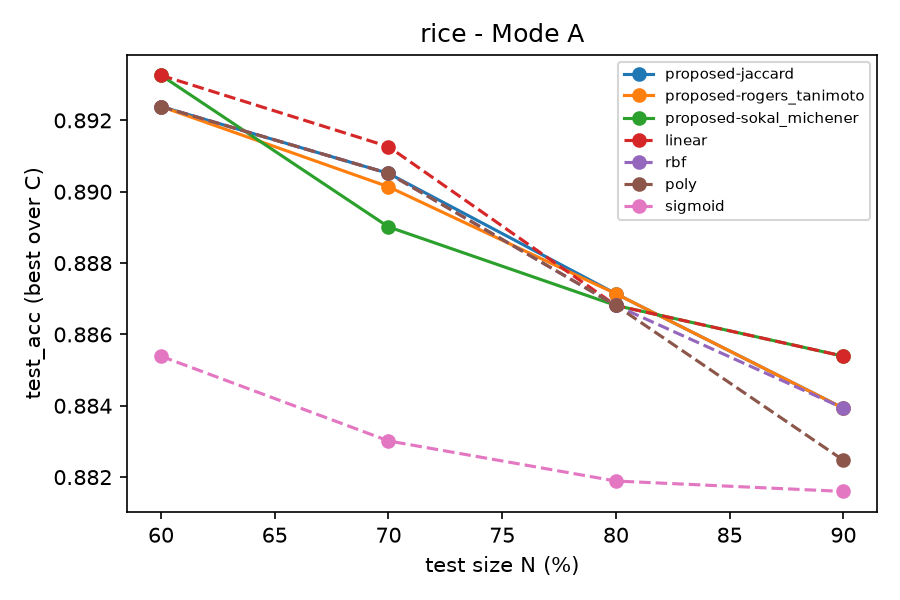 rice - Mode A
proposed-jaccard
proposed-rogers_tanimoto
proposed-sokal_michener
linear
rbf
poly
sigmoid
test_acc (best over C)
0.892
0.890
0.888
0.886
0.884
0.882
60 65 70 75 80 85 90
test size N (%)